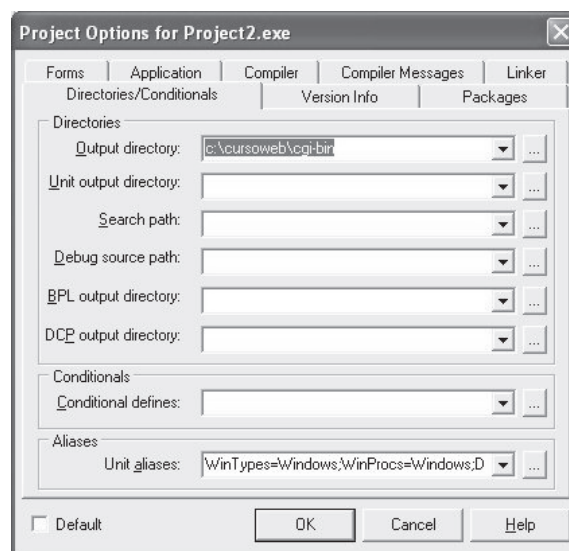 Project Options for Project2.exe
Forms Application Compiler Compiler Messages Linker
Directories/Conditionals Version Info Packages
Directories
Output directory: c:\cursoweb\cgi-bin ...
Unit output directory: ...
Search path: ...
Debug source path: ...
BPL output directory: ...
DCP output directory: ...
Conditionals
Conditional defines: ...
Aliases
Unit aliases: WinTypes=Windows;WinProcs=Windows;D ...
Default OK Cancel Help